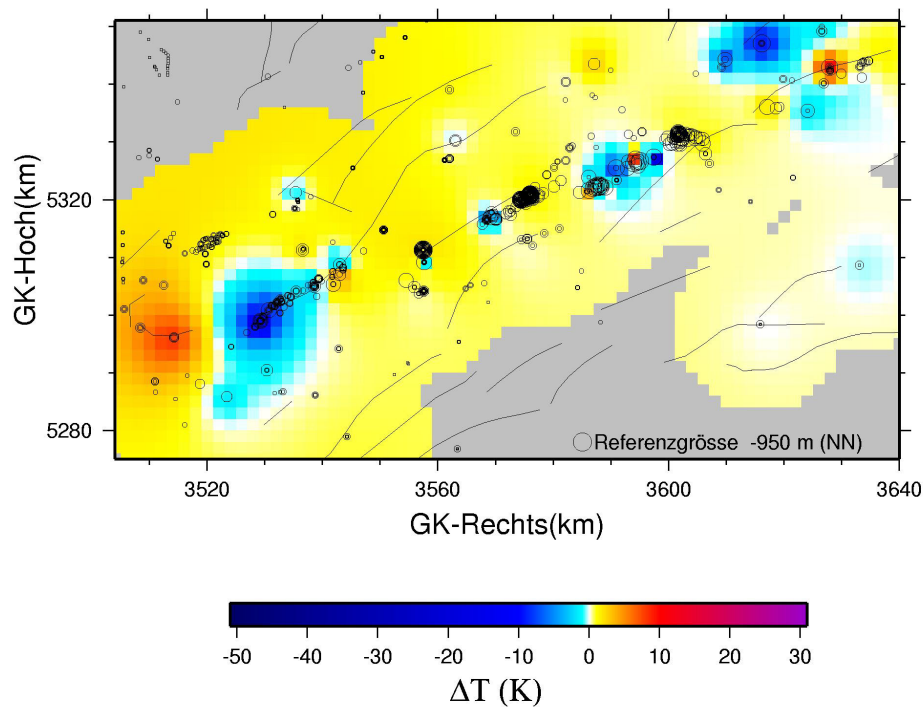 GK-Hoch(km)
5320
5280
Referenzgrösse -950 m (NN)
3520 3560 3600 3640
GK-Rechts(km)
-50 -40 -30 -20 -10 0 10 20 30
ΔT (K)